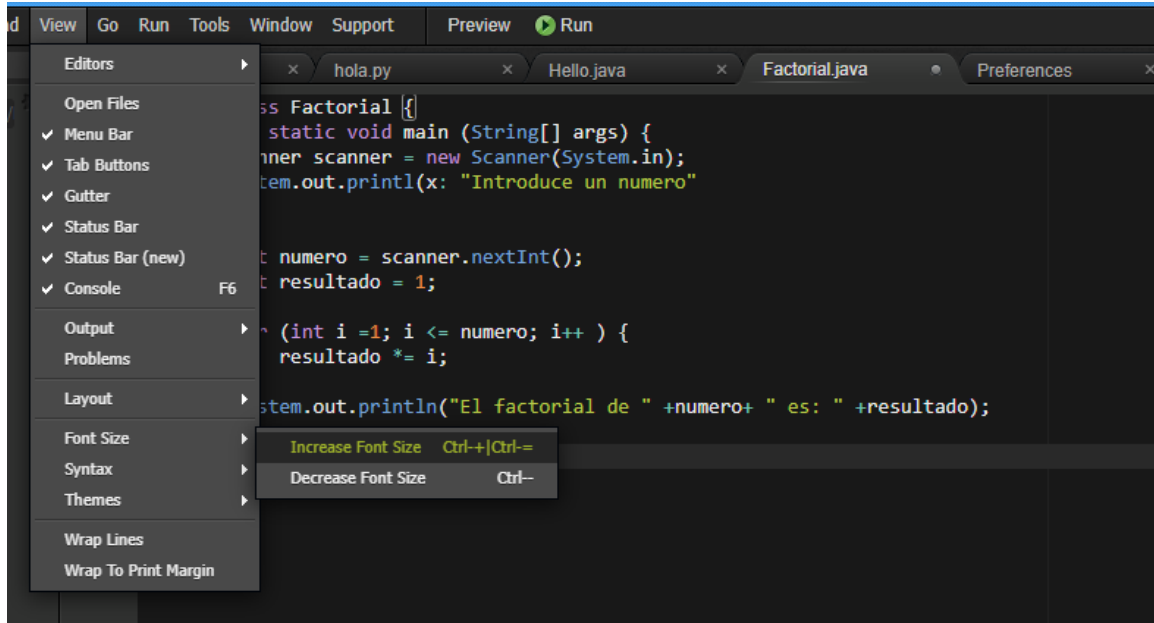 View Go Run Tools Window Support Preview Run
Editors
Open Files
Menu Bar
Tab Buttons
Gutter
Status Bar
Status Bar (new)
Console F6
Output
Problems
Layout
Font Size
Syntax
Themes
Wrap Lines
Wrap To Print Margin
Increase Font Size Ctrl-+|Ctrl-=
Decrease Font Size Ctrl--
hola.py Hello.java Factorial.java Preferences
ss Factorial {
static void main (String[] args) {
nner scanner = new Scanner(System.in);
tem.out.printl(x: "Introduce un numero"
t numero = scanner.nextInt();
t resultado = 1;
r (int i =1; i <= numero; i++ ) {
resultado *= i;
stem.out.println("El factorial de " +numero+ " es: " +resultado);